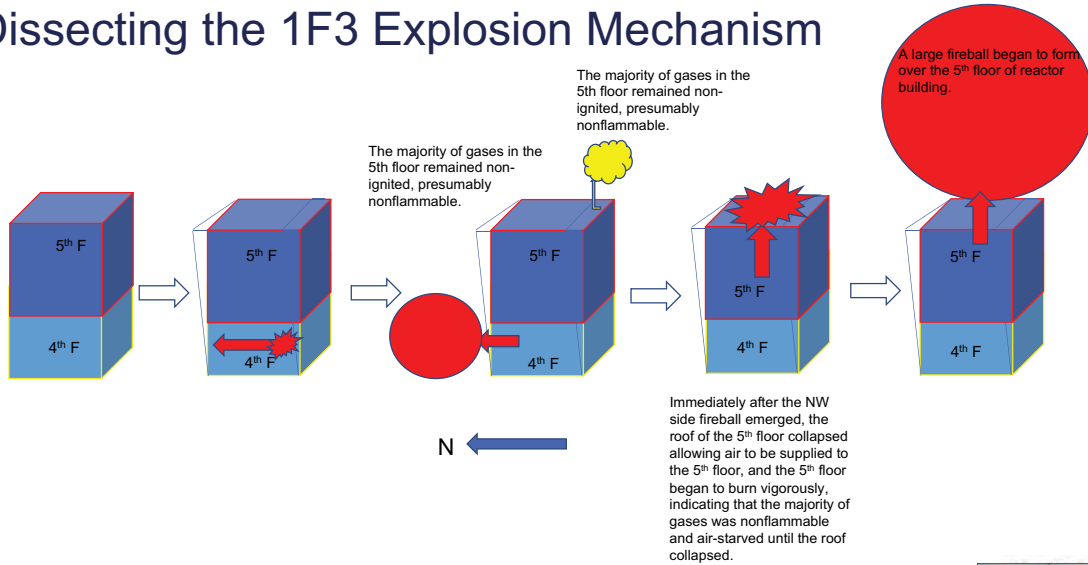 Dissecting the 1F3 Explosion Mechanism
A large fireball began to form
over the 5th floor of reactor
building.
The majority of gases in the
5th floor remained non-
ignited, presumably
nonflammable.
The majority of gases in the
5th floor remained non-
ignited, presumably
nonflammable.
5th F
4th F
5th F
4th F
5th F
4th F
5th F
4th F
5th F
4th F
N
Immediately after the NW
side fireball emerged, the
roof of the 5th floor collapsed
allowing air to be supplied to
the 5th floor, and the 5th floor
began to burn vigorously,
indicating that the majority of
gases was nonflammable
and air-starved until the roof
collapsed.